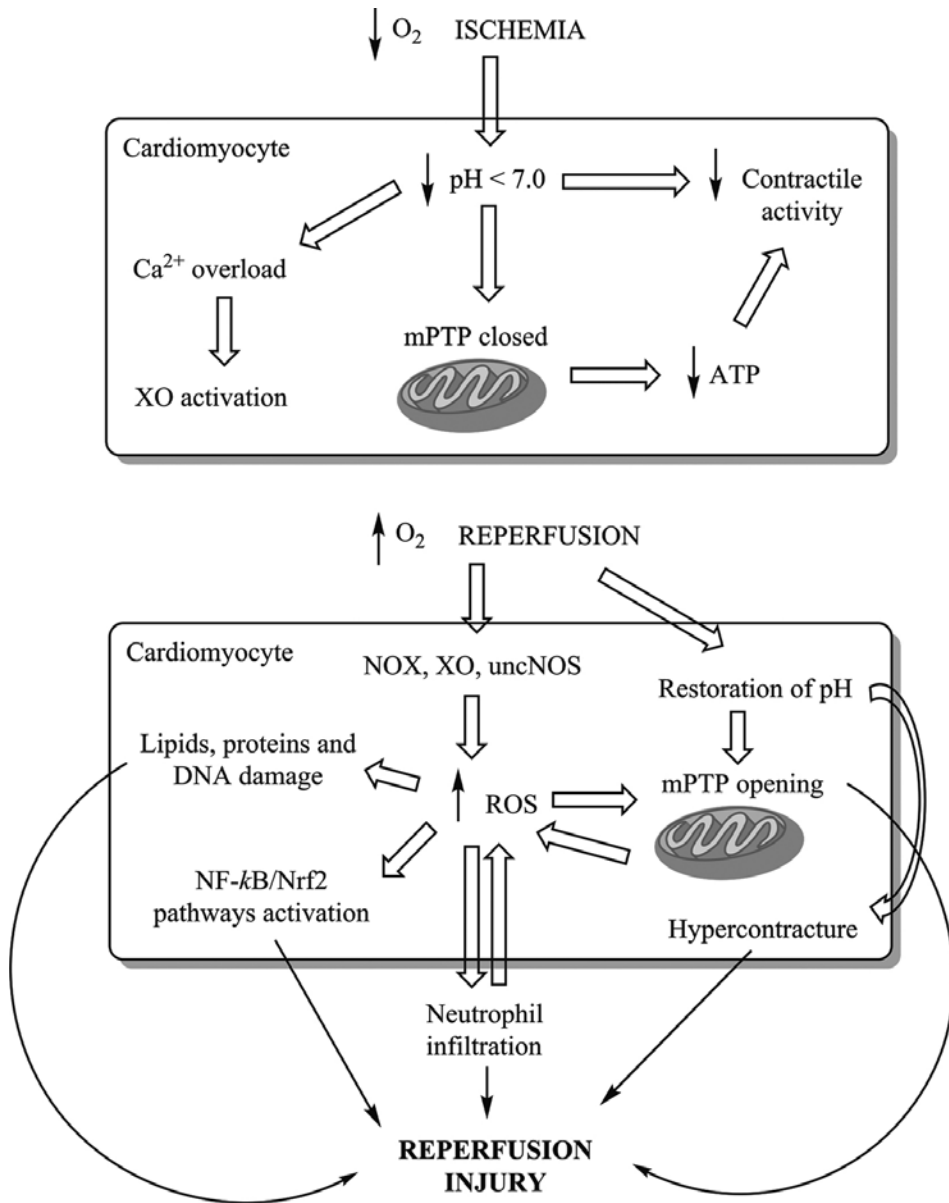 ↓ O₂ ISCHEMIA
Cardiomyocyte
↓ pH < 7.0
↓ Contractile
activity
Ca²⁺ overload
mPTP closed
XO activation
↓ ATP
↑ O₂ REPERFUSION
Cardiomyocyte
NOX, XO, uncNOS
Restoration of pH
Lipids, proteins and
DNA damage
↑ ROS
mPTP opening
NF-kB/Nrf2
pathways activation
Hypercontracture
Neutrophil
infiltration
REPERFUSION
INJURY